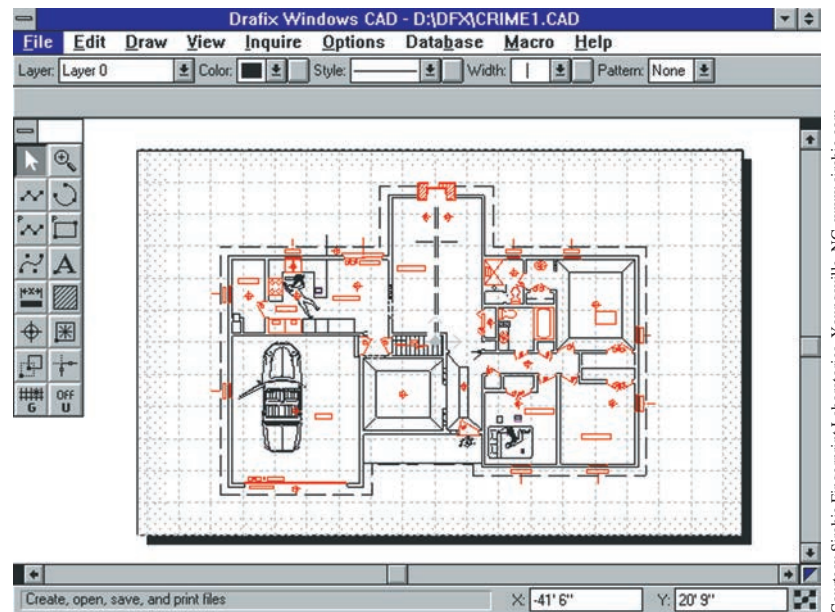 Drafix Windows CAD - D:\DFX\CRIME1.CAD
File Edit Draw View Inquire Options Database Macro Help
Layer: Layer 0 Color: Style: Width: Pattern: None
A
G
OFF
U
Create, open, save, and print files X: -41' 6" Y: 20' 9"